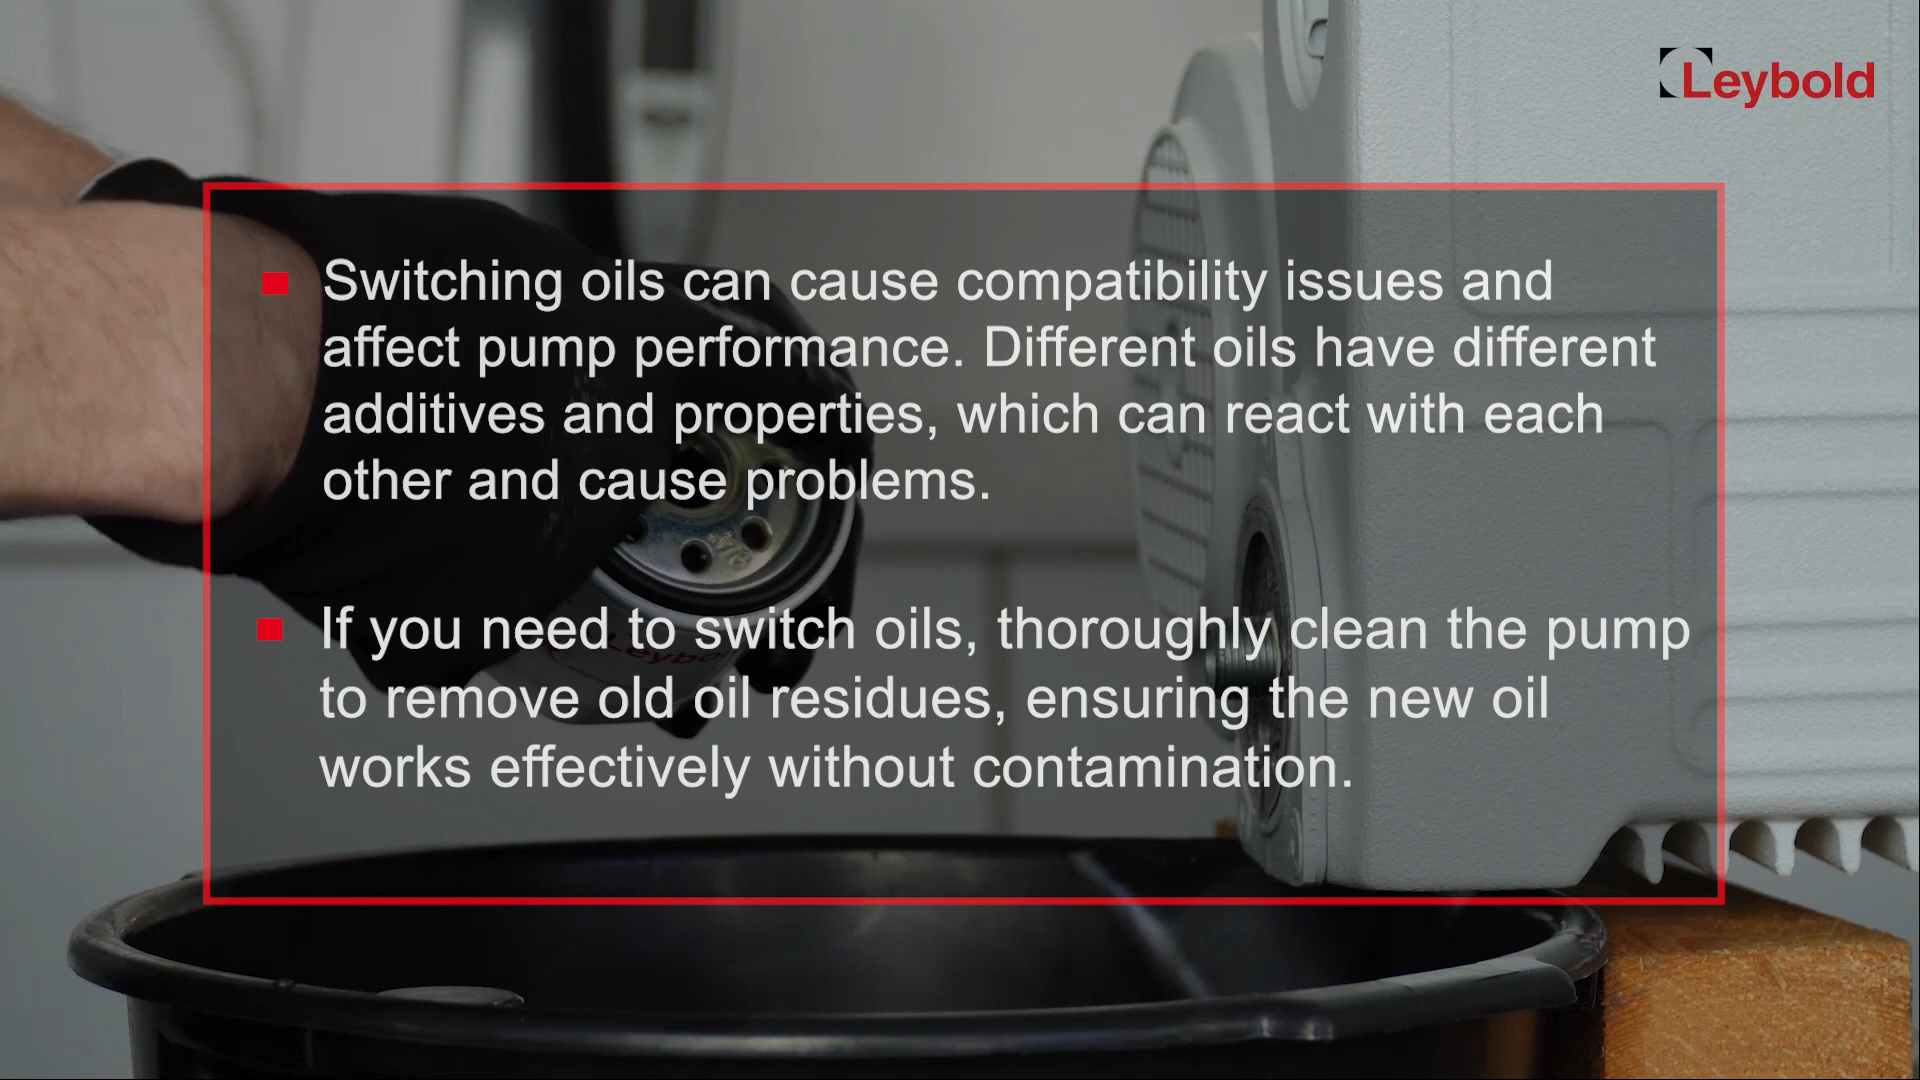 Leybold
Switching oils can cause compatibility issues and
affect pump performance. Different oils have different
additives and properties, which can react with each
other and cause problems.
If you need to switch oils, thoroughly clean the pump
to remove old oil residues, ensuring the new oil
works effectively without contamination.
Leybold